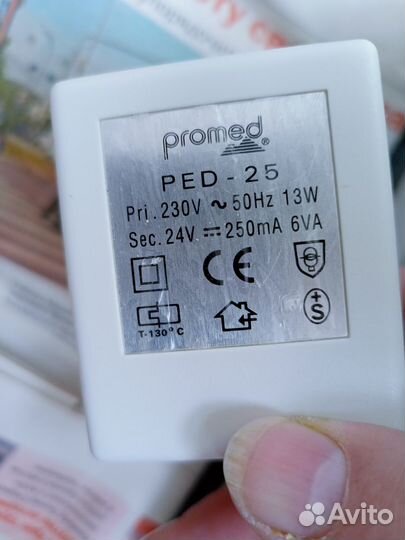 promed®
PED - 25
Pri. 230V ~ 50Hz 13W
Sec. 24V ⎓ 250mA 6VA
CE
+
S
T-130°C
Avito